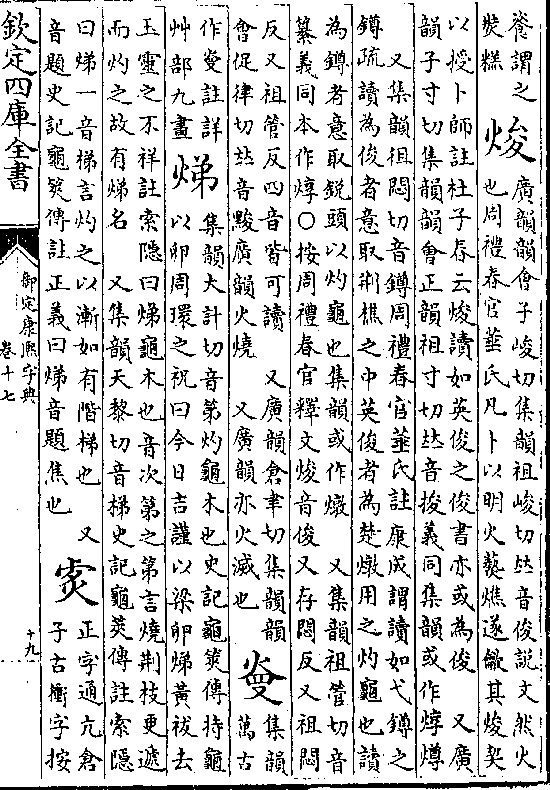 養謂之
焋糕
焌
廣韻韻會子峻切集韻祖峻切𠀤音俊說文然火
也周禮春官菙氏凡卜以明火爇燋遂龡其焌契
以授卜師註杜子春云焌讀如英俊之俊書亦或為俊　又廣
韻子寸切集韻韻會正韻祖寸切𠀤音捘義同集韻或作焞燇
又集韻祖悶切音鐏周禮春官菙氏註康成謂讀如戈鐏之
鐏疏讀為俊者意取荆樵之中英俊者為楚燉用之灼龜也讀
為鐏者意取銳頭以灼龜也集韻或作燉　又集韻祖管切音
纂義同本作焞○按周禮春官釋文焌音俊又存悶反又祖悶
反又祖管反四音皆可讀　又廣韻倉聿切集韻韻
會促律切𠀤音黢廣韻火燒　又廣韻亦火滅也
集韻
萬古
作註詳
艸部九畫
焍
集韻大計切音第灼龜木也史記龜筴傳持龜
以卵周環之祝曰今日吉謹以梁卵焍黃祓去
玉靈之不祥註索隱曰焍龜木也音次第之第言燒荆枝更遞
而灼之故有焍名　又集韻天黎切音梯史記龜筴傳註索隱
曰焍一音梯言灼之以漸如有階梯也　又
音題史記龜筴傳註正義曰焍音題焦也
正字通亢倉
子古衝字按
欽定四庫全書
御定康熙字典
卷十七
十九